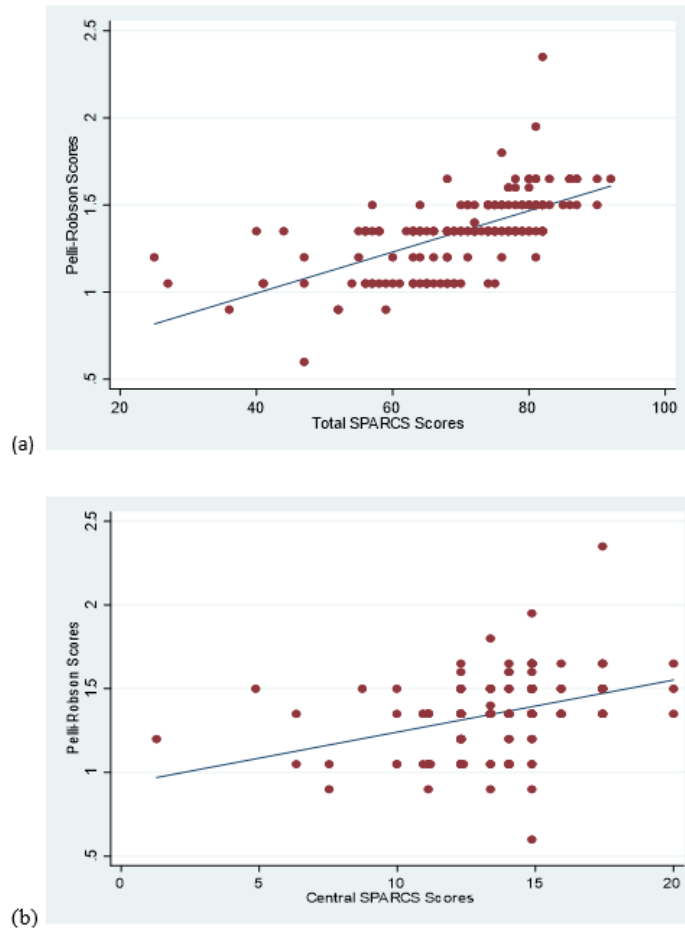 2.5
2
1.5
1
.5
Pelli-Robson Scores
20 40 60 80 100
Total SPARCS Scores
(a)
2.5
2
1.5
1
.5
Pelli-Robson Scores
0 5 10 15 20
Central SPARCS Scores
(b)